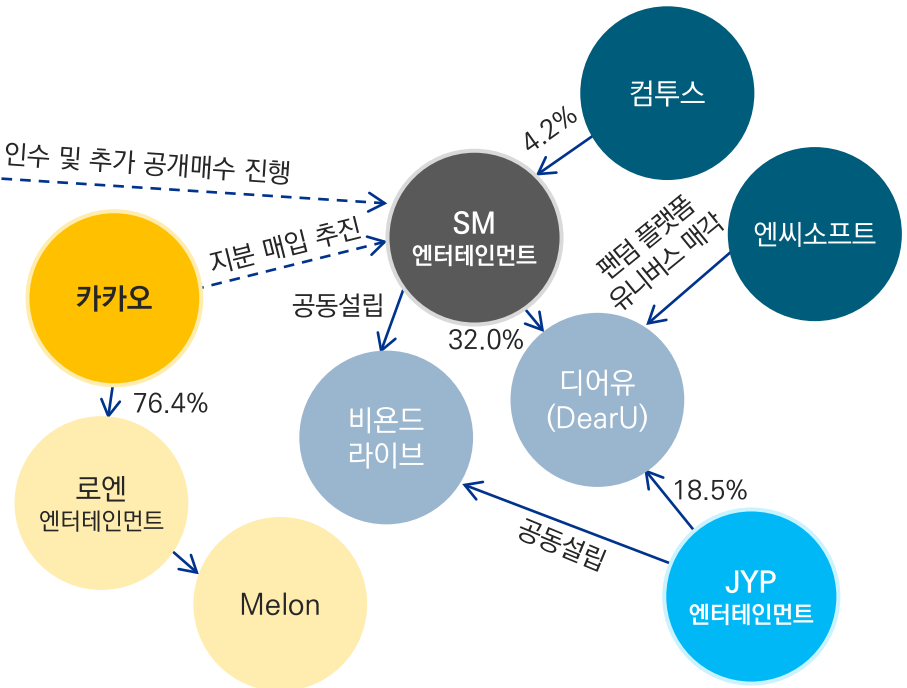 컴투스
4.2%
인수 및 추가 공개매수 진행
SM
엔터테인먼트
팬덤 플랫폼
유니버스 매각
엔씨소프트
지분 매입 추진
카카오
공동설립
32.0%
디어유
(DearU)
76.4%
비욘드
라이브
로엔
엔터테인먼트
18.5%
공동설립
Melon
JYP
엔터테인먼트